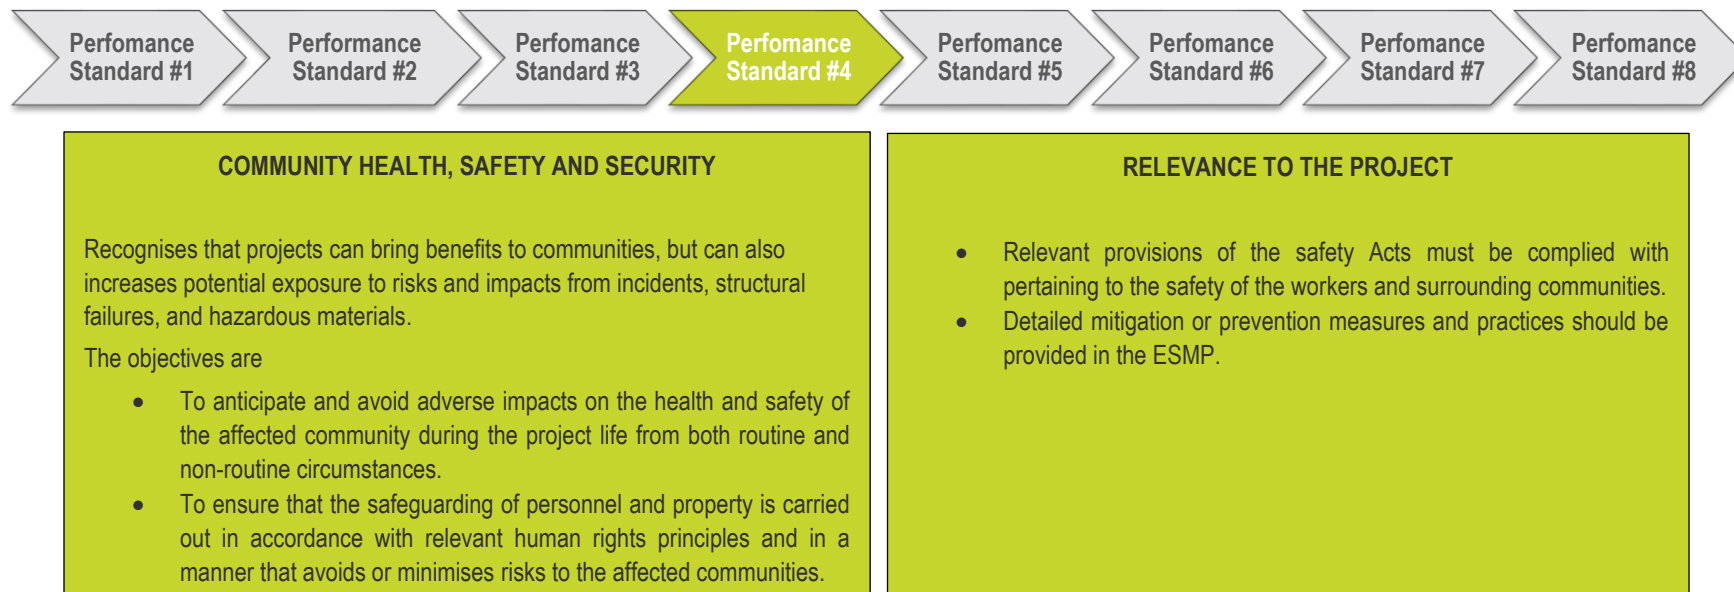 Perfomance
Standard #1
Performance
Standard #2
Perfomance
Standard #3
Perfomance
Standard #4
Perfomance
Standard #5
Perfomance
Standard #6
Perfomance
Standard #7
Perfomance
Standard #8
COMMUNITY HEALTH, SAFETY AND SECURITY
Recognises that projects can bring benefits to communities, but can also
increases potential exposure to risks and impacts from incidents, structural
failures, and hazardous materials.
The objectives are
• To anticipate and avoid adverse impacts on the health and safety of
the affected community during the project life from both routine and
non-routine circumstances.
• To ensure that the safeguarding of personnel and property is carried
out in accordance with relevant human rights principles and in a
manner that avoids or minimises risks to the affected communities.
RELEVANCE TO THE PROJECT
• Relevant provisions of the safety Acts must be complied with
pertaining to the safety of the workers and surrounding communities.
• Detailed mitigation or prevention measures and practices should be
provided in the ESMP.